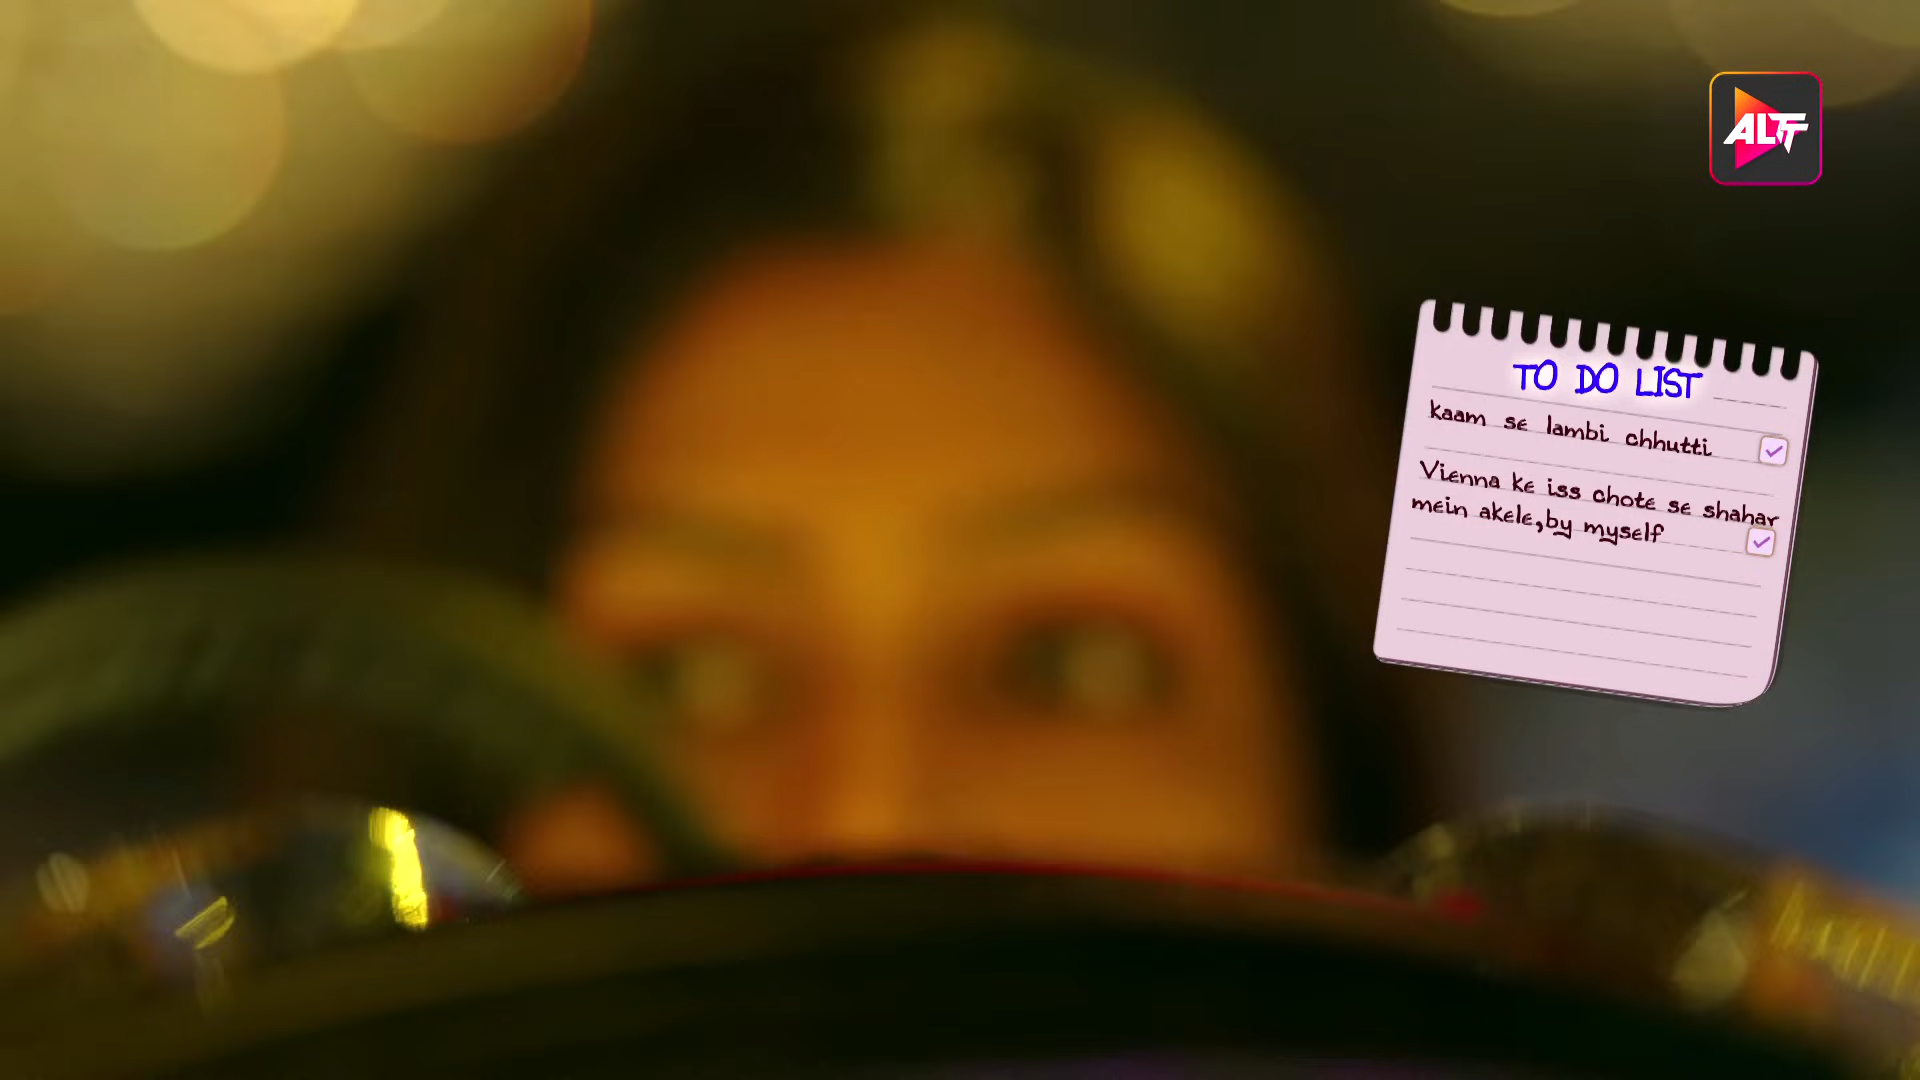 ALTT
TO DO LIST
kaam se lambi chhutti
Vienna ke iss chote se shahar
mein akele,by myself